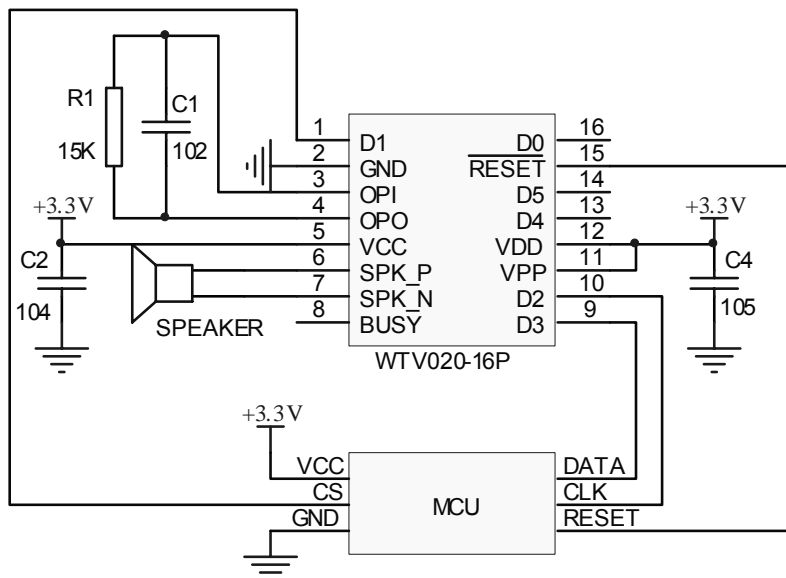 R1
15K
C1
102
1
2
3
4
5
6
7
8
D1
GND
OPI
OPO
VCC
SPK_P
SPK_N
BUSY
D0
RESET
D5
D4
VDD
VPP
D2
D3
16
15
14
13
12
11
10
9
WTV020-16P
+3.3V
C2
104
SPEAKER
+3.3V
C4
105
+3.3V
VCC
CS
GND
MCU
DATA
CLK
RESET